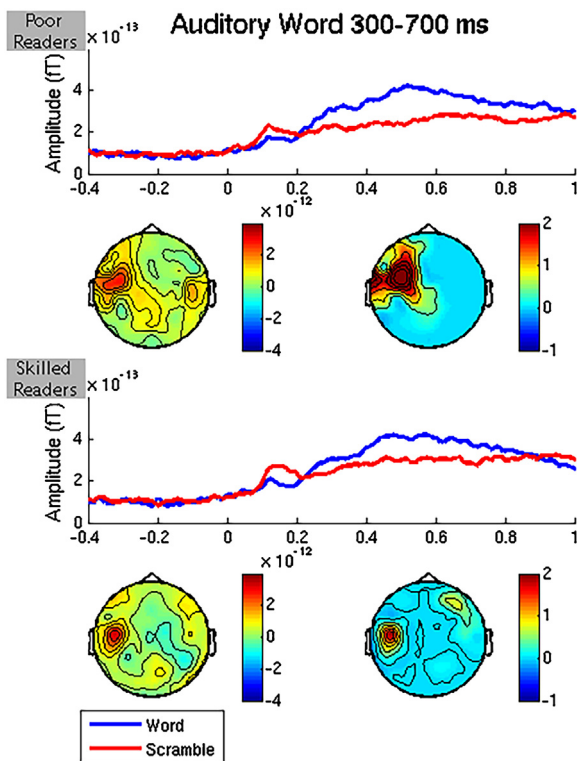 Poor
Readers
Auditory Word 300-700 ms
× 10⁻¹³
Amplitude (fT)
4
2
0
-0.4 -0.2 0 0.2 0.4 0.6 0.8 1
× 10⁻¹²
2
0
-2
-4
2
1
0
-1
Skilled
Readers
× 10⁻¹³
Amplitude (fT)
4
2
0
-0.4 -0.2 0 0.2 0.4 0.6 0.8 1
× 10⁻¹²
2
0
-2
-4
2
1
0
-1
Word
Scramble